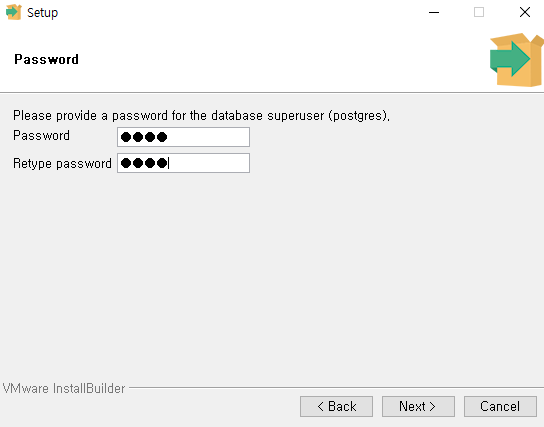 Setup
Password
Please provide a password for the database superuser (postgres).
Password ●●●●
Retype password ●●●●
VMware InstallBuilder
< Back Next > Cancel